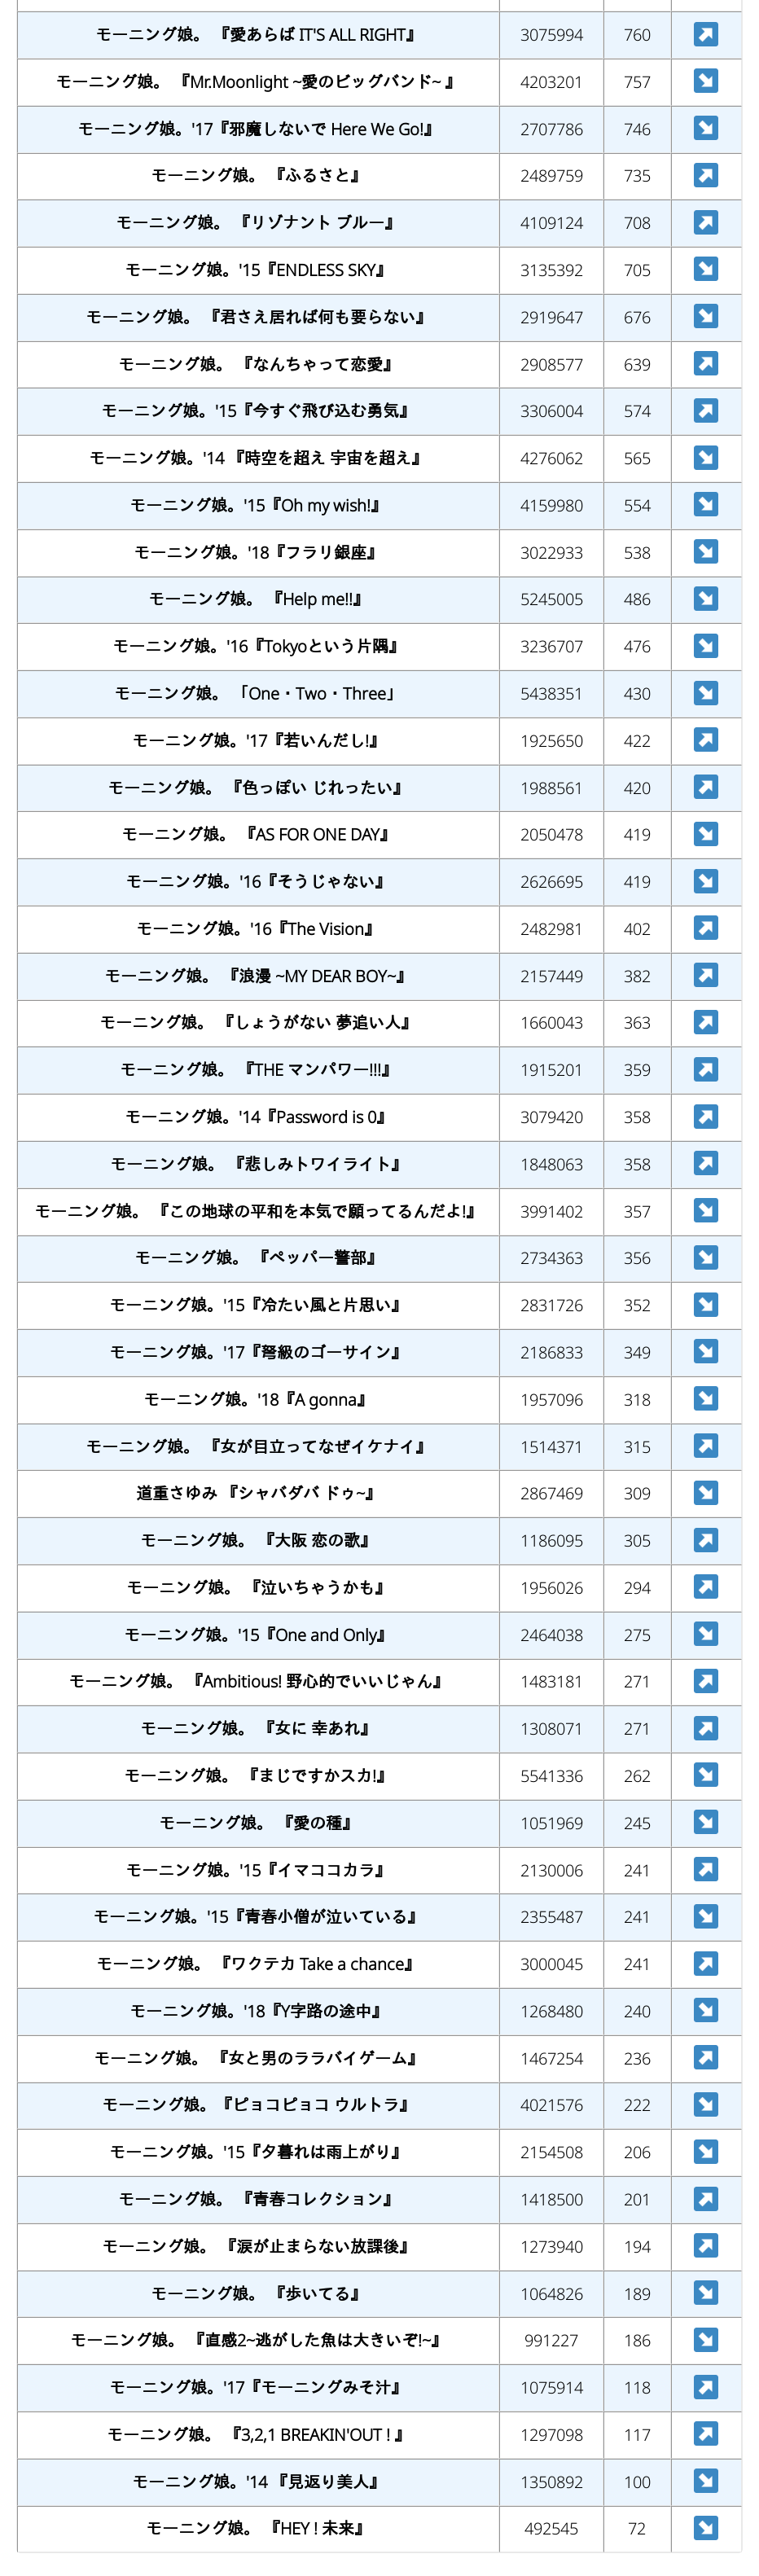 モーニング娘。 『愛あらば IT'S ALL RIGHT』 3075994 760
モーニング娘。 『Mr.Moonlight ~愛のビッグバンド~ 』 4203201 757
モーニング娘。'17『邪魔しないで Here We Go!』 2707786 746
モーニング娘。 『ふるさと』 2489759 735
モーニング娘。 『リゾナント ブルー』 4109124 708
モーニング娘。'15『ENDLESS SKY』 3135392 705
モーニング娘。 『君さえ居れば何も要らない』 2919647 676
モーニング娘。 『なんちゃって恋愛』 2908577 639
モーニング娘。'15『今すぐ飛び込む勇気』 3306004 574
モーニング娘。'14 『時空を超え 宇宙を超え』 4276062 565
モーニング娘。'15『Oh my wish!』 4159980 554
モーニング娘。'18『フラリ銀座』 3022933 538
モーニング娘。 『Help me!!』 5245005 486
モーニング娘。'16『Tokyoという片隅』 3236707 476
モーニング娘。 「One・Two・Three」 5438351 430
モーニング娘。'17『若いんだし!』 1925650 422
モーニング娘。 『色っぽい じれったい』 1988561 420
モーニング娘。 『AS FOR ONE DAY』 2050478 419
モーニング娘。'16『そうじゃない』 2626695 419
モーニング娘。'16『The Vision』 2482981 402
モーニング娘。 『浪漫 ~MY DEAR BOY~』 2157449 382
モーニング娘。 『しょうがない 夢追い人』 1660043 363
モーニング娘。 『THE マンパワー!!!』 1915201 359
モーニング娘。'14『Password is 0』 3079420 358
モーニング娘。 『悲しみトワイライト』 1848063 358
モーニング娘。 『この地球の平和を本気で願ってるんだよ!』 3991402 357
モーニング娘。 『ペッパー警部』 2734363 356
モーニング娘。'15『冷たい風と片思い』 2831726 352
モーニング娘。'17『弩級のゴーサイン』 2186833 349
モーニング娘。'18『A gonna』 1957096 318
モーニング娘。 『女が目立ってなぜイケナイ』 1514371 315
道重さゆみ 『シャバダバ ドゥ~』 2867469 309
モーニング娘。 『大阪 恋の歌』 1186095 305
モーニング娘。 『泣いちゃうかも』 1956026 294
モーニング娘。'15『One and Only』 2464038 275
モーニング娘。 『Ambitious! 野心的でいいじゃん』 1483181 271
モーニング娘。 『女に 幸あれ』 1308071 271
モーニング娘。 『まじですかスカ!』 5541336 262
モーニング娘。 『愛の種』 1051969 245
モーニング娘。'15『イマココカラ』 2130006 241
モーニング娘。'15『青春小僧が泣いている』 2355487 241
モーニング娘。 『ワクテカ Take a chance』 3000045 241
モーニング娘。'18『Y字路の途中』 1268480 240
モーニング娘。 『女と男のララバイゲーム』 1467254 236
モーニング娘。『ピョコピョコ ウルトラ』 4021576 222
モーニング娘。'15『夕暮れは雨上がり』 2154508 206
モーニング娘。 『青春コレクション』 1418500 201
モーニング娘。 『涙が止まらない放課後』 1273940 194
モーニング娘。 『歩いてる』 1064826 189
モーニング娘。 『直感2~逃がした魚は大きいぞ!~』 991227 186
モーニング娘。'17『モーニングみそ汁』 1075914 118
モーニング娘。 『3,2,1 BREAKIN'OUT ! 』 1297098 117
モーニング娘。'14 『見返り美人』 1350892 100
モーニング娘。 『HEY ! 未来』 492545 72